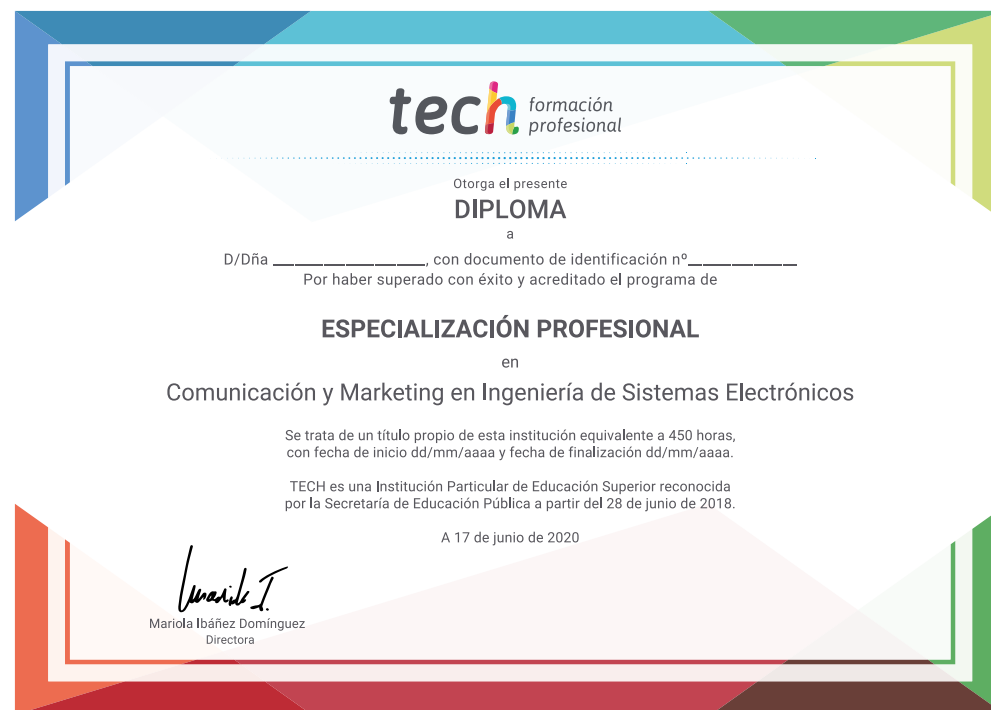 tech formación
profesional
Otorga el presente
DIPLOMA
a
D/Dña ____________________, con documento de identificación nº______________
Por haber superado con éxito y acreditado el programa de
ESPECIALIZACIÓN PROFESIONAL
en
Comunicación y Marketing en Ingeniería de Sistemas Electrónicos
Se trata de un título propio de esta institución equivalente a 450 horas,
con fecha de inicio dd/mm/aaaa y fecha de finalización dd/mm/aaaa.
TECH es una Institución Particular de Educación Superior reconocida
por la Secretaría de Educación Pública a partir del 28 de junio de 2018.
A 17 de junio de 2020
Mariola Ibáñez Domínguez
Directora